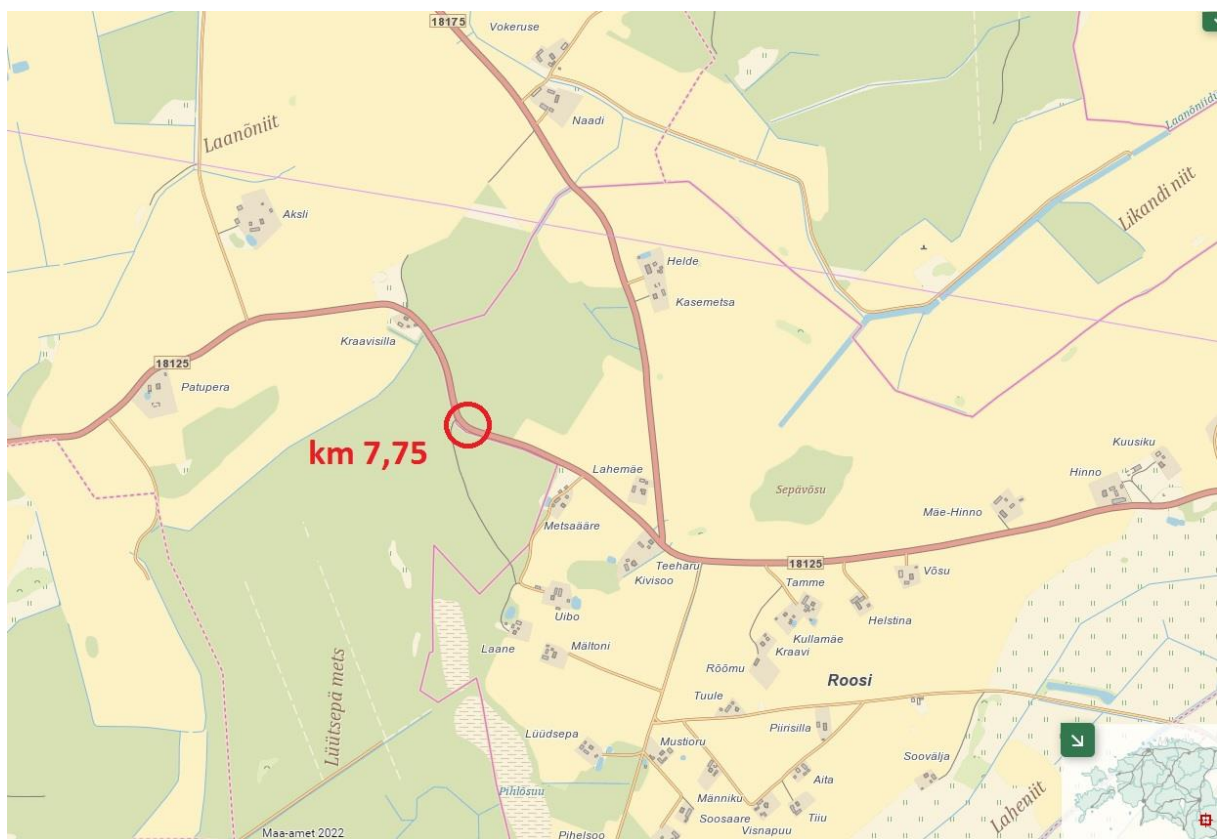 18175
Vokeruse
Naadi
Laanõniit
Laanõniidu
Likandi niit
Aksli
Helde
Kasemetsa
Kraavisilla
18125
Patupera
km 7,75
Lahemäe
Sepävõsu
Kuusiku
Hinno
Mäe-Hinno
Metsaääre
Teeharu
Kivisoo
18125
Tamme
Võsu
Helstina
Uibo
Kullamäe
Kraavi
Laane
Mältoni
Rõõmu
Roosi
Lüütsepä mets
Tuule
Piirisilla
Lüüdsepa
Mustioru
Soovälja
Aita
Pihlõsuu
Männiku
Tiiu
Soosaare
Visnapuu
Laheniit
Maa-amet 2022
Pihelsoo